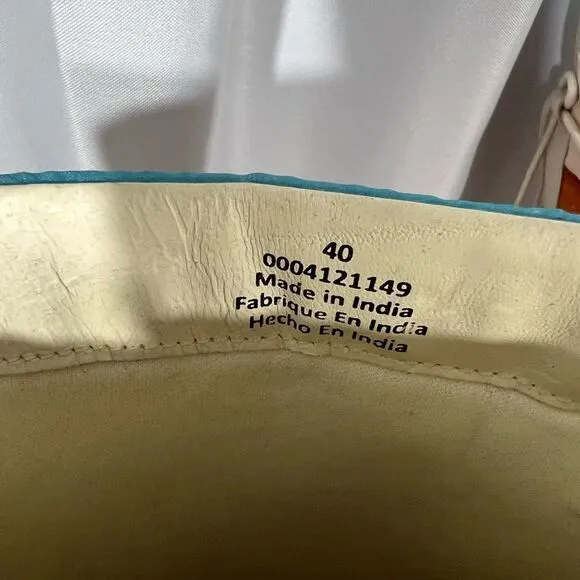 40
0004121149
Made in India
Fabrique En India
Hecho En India